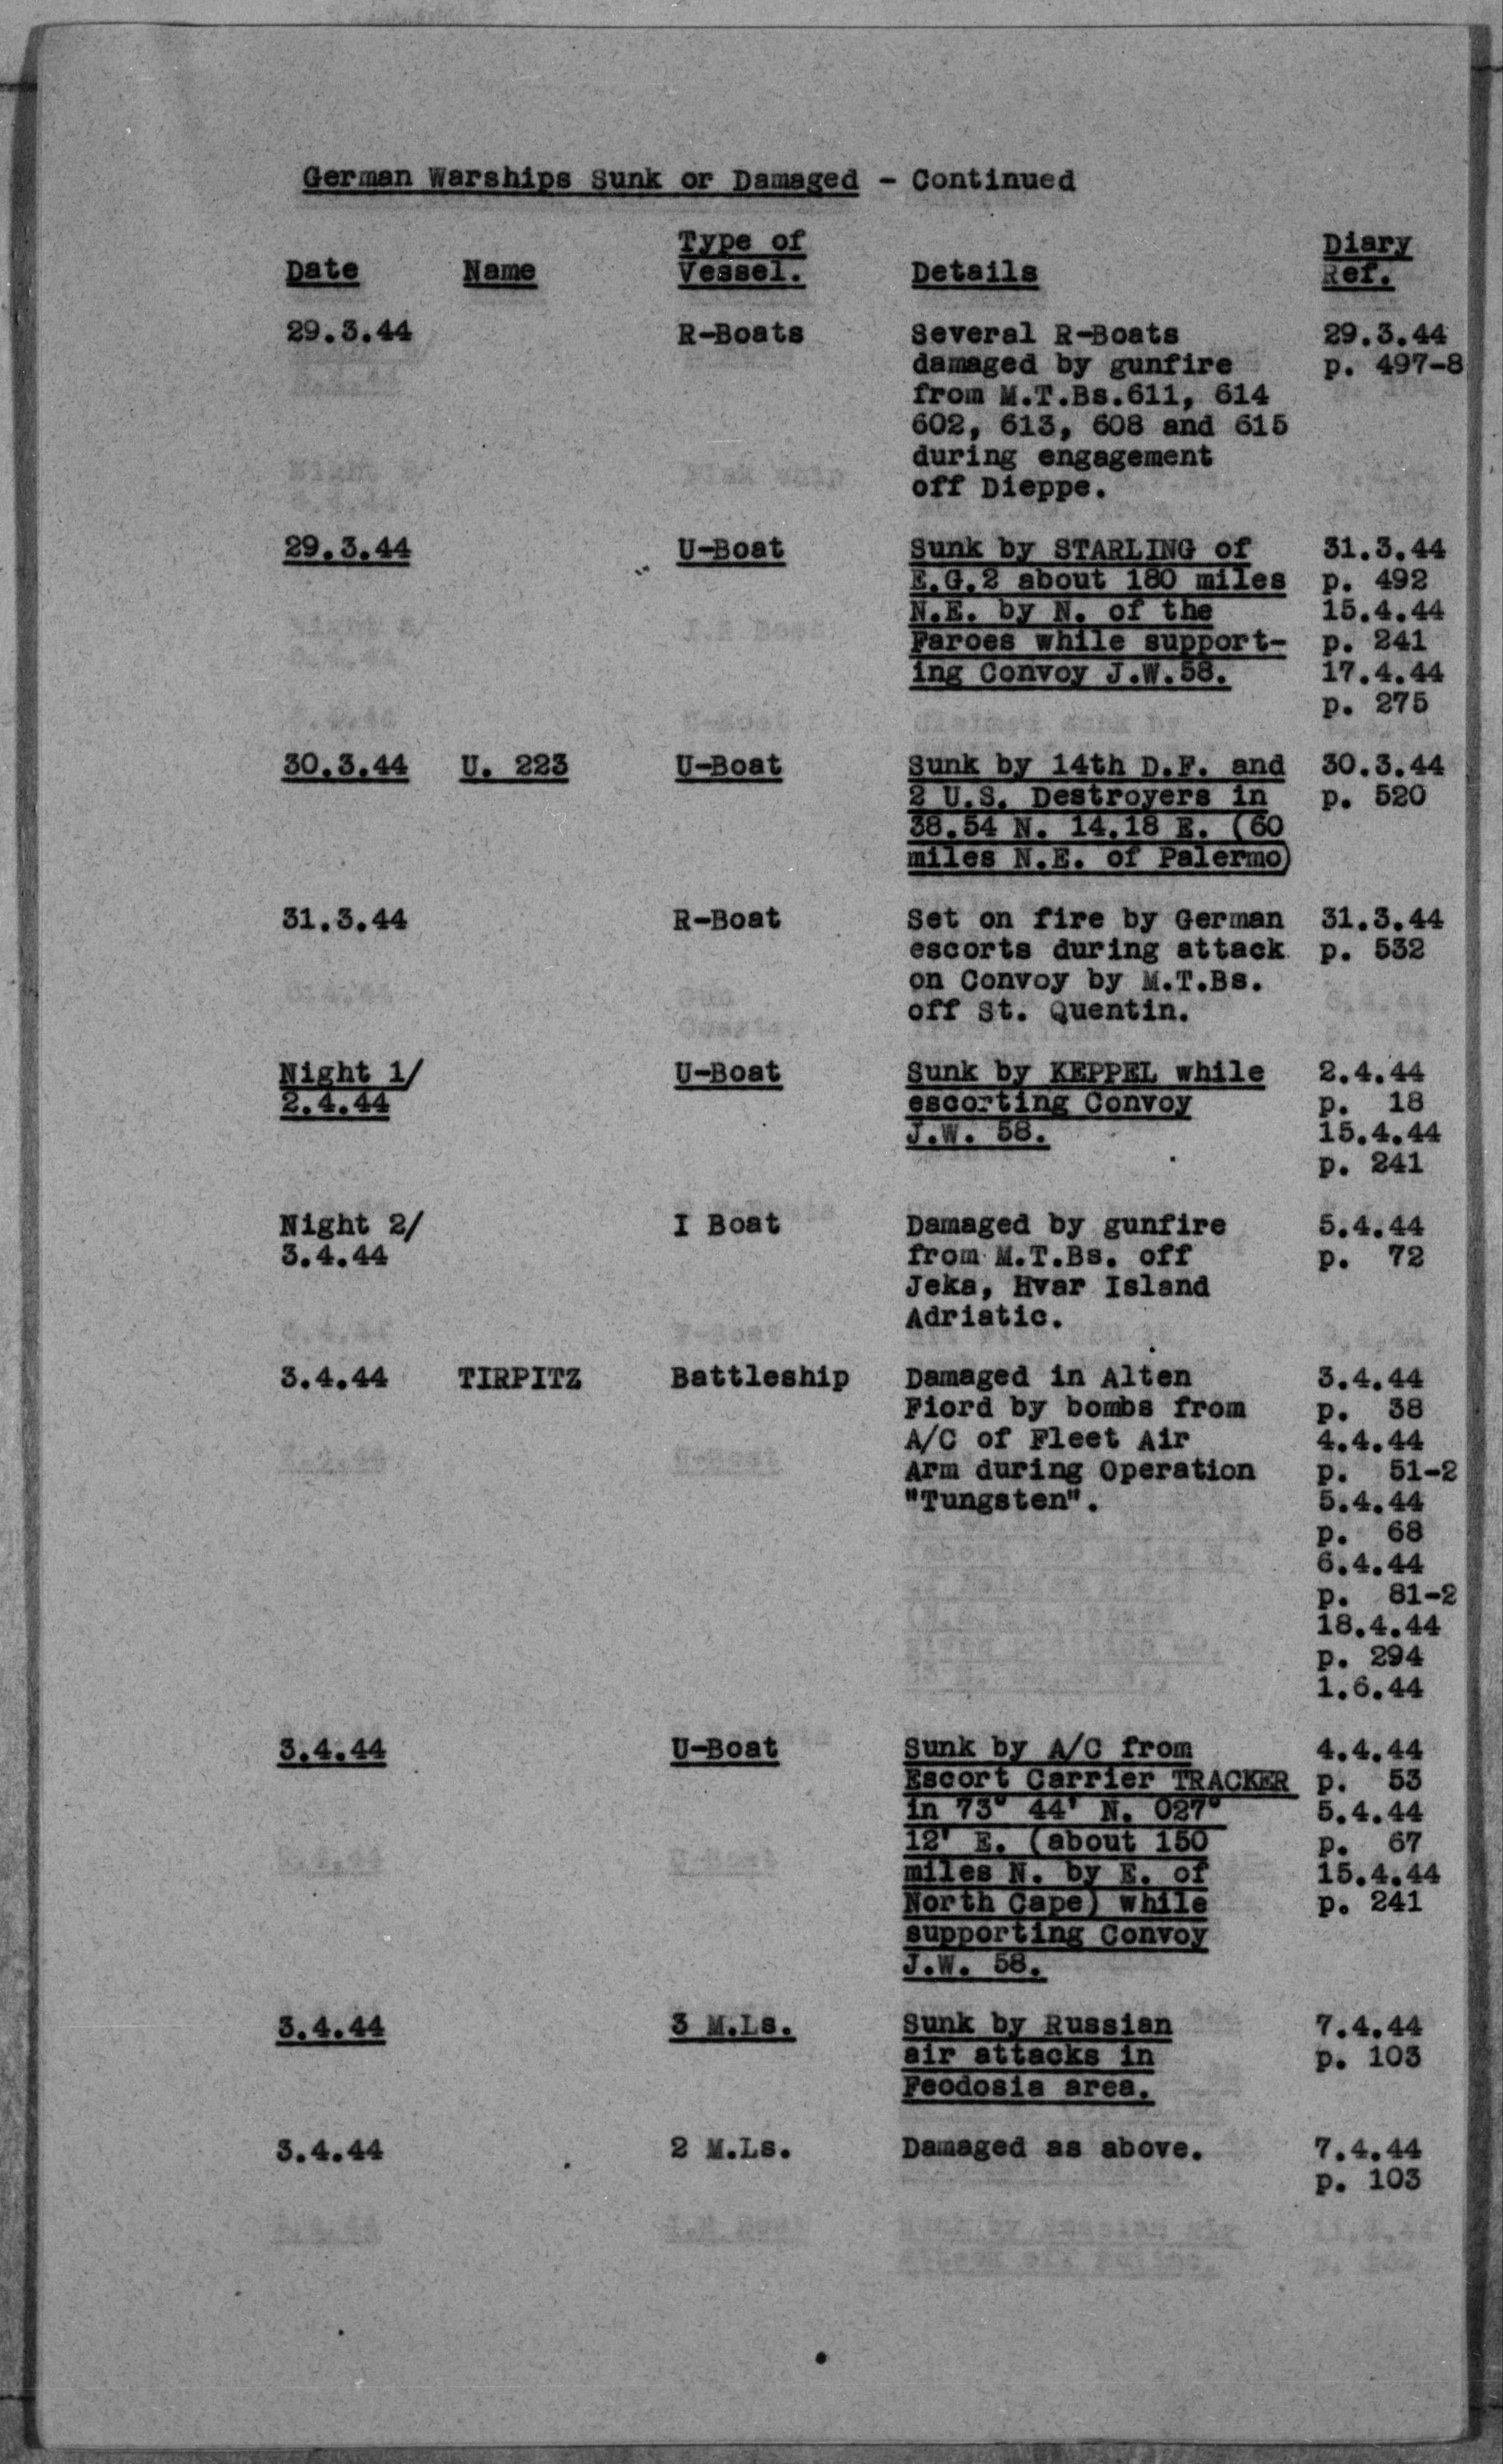 German Warships Sunk or Damaged - Continued
Date Name Type of Vessel. Details Diary Ref.
29.3.44 R-Boats Several R-Boats 29.3.44
damaged by gunfire p. 497-8
from M.T.Bs.611, 614
602, 613, 608 and 615
during engagement
off Dieppe.
29.3.44 U-Boat Sunk by STARLING of 31.3.44
E.G.2 about 180 miles p. 492
N.E. by N. of the 15.4.44
Faroes while support- p. 241
ing Convoy J.W.58. 17.4.44
p. 275
30.3.44 U. 223 U-Boat Sunk by 14th D.F. and 30.3.44
2 U.S. Destroyers in p. 520
38.54 N. 14.18 E. (60
miles N.E. of Palermo)
31.3.44 R-Boat Set on fire by German 31.3.44
escorts during attack p. 532
on Convoy by M.T.Bs.
off St. Quentin.
Night 1/ U-Boat Sunk by KEPPEL while 2.4.44
2.4.44 escorting Convoy p. 18
J.W. 58. 15.4.44
p. 241
Night 2/ I Boat Damaged by gunfire 5.4.44
3.4.44 from M.T.Bs. off p. 72
Jeka, Hvar Island
Adriatic.
3.4.44 TIRPITZ Battleship Damaged in Alten 3.4.44
Fiord by bombs from p. 38
A/C of Fleet Air 4.4.44
Arm during Operation p. 51-2
"Tungsten". 5.4.44
p. 68
6.4.44
p. 81-2
18.4.44
p. 294
1.6.44
3.4.44 U-Boat Sunk by A/C from 4.4.44
Escort Carrier TRACKER p. 53
in 73° 44' N. 027° 5.4.44
12' E. (about 150 p. 67
miles N. by E. of 15.4.44
North Cape) while p. 241
supporting Convoy
J.W. 58.
3.4.44 3 M.Ls. Sunk by Russian 7.4.44
air attacks in p. 103
Feodosia area.
3.4.44 2 M.Ls. Damaged as above. 7.4.44
p. 103